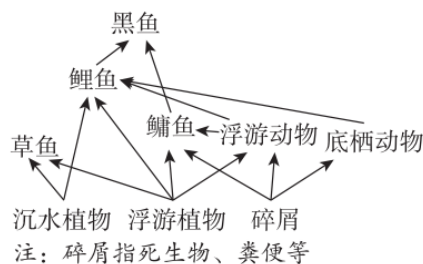 黑鱼
鲤鱼
鳙鱼 浮游动物 底栖动物
草鱼
沉水植物 浮游植物 碎屑
注：碎屑指死生物、粪便等